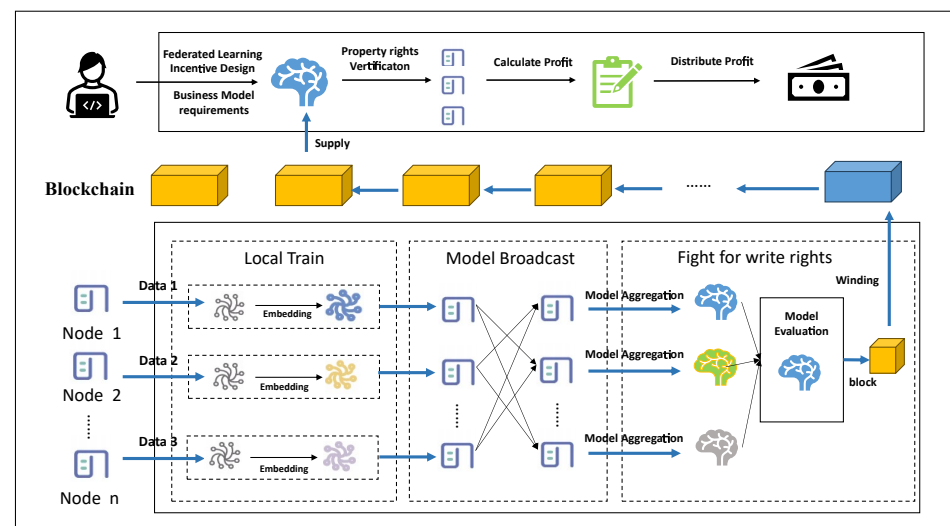 Federated Learning
Incentive Design
Business Model
requirements
Property rights
Vertificaton
Calculate Profit
Distribute Profit
Supply
Blockchain
......
Local Train
Model Broadcast
Fight for write rights
Winding
Data 1
Embedding
Model Aggregation
Node 1
Model
Evaluation
Data 2
Embedding
Model Aggregation
Node 2
block
......
......
......
Data 3
Embedding
Model Aggregation
Node n